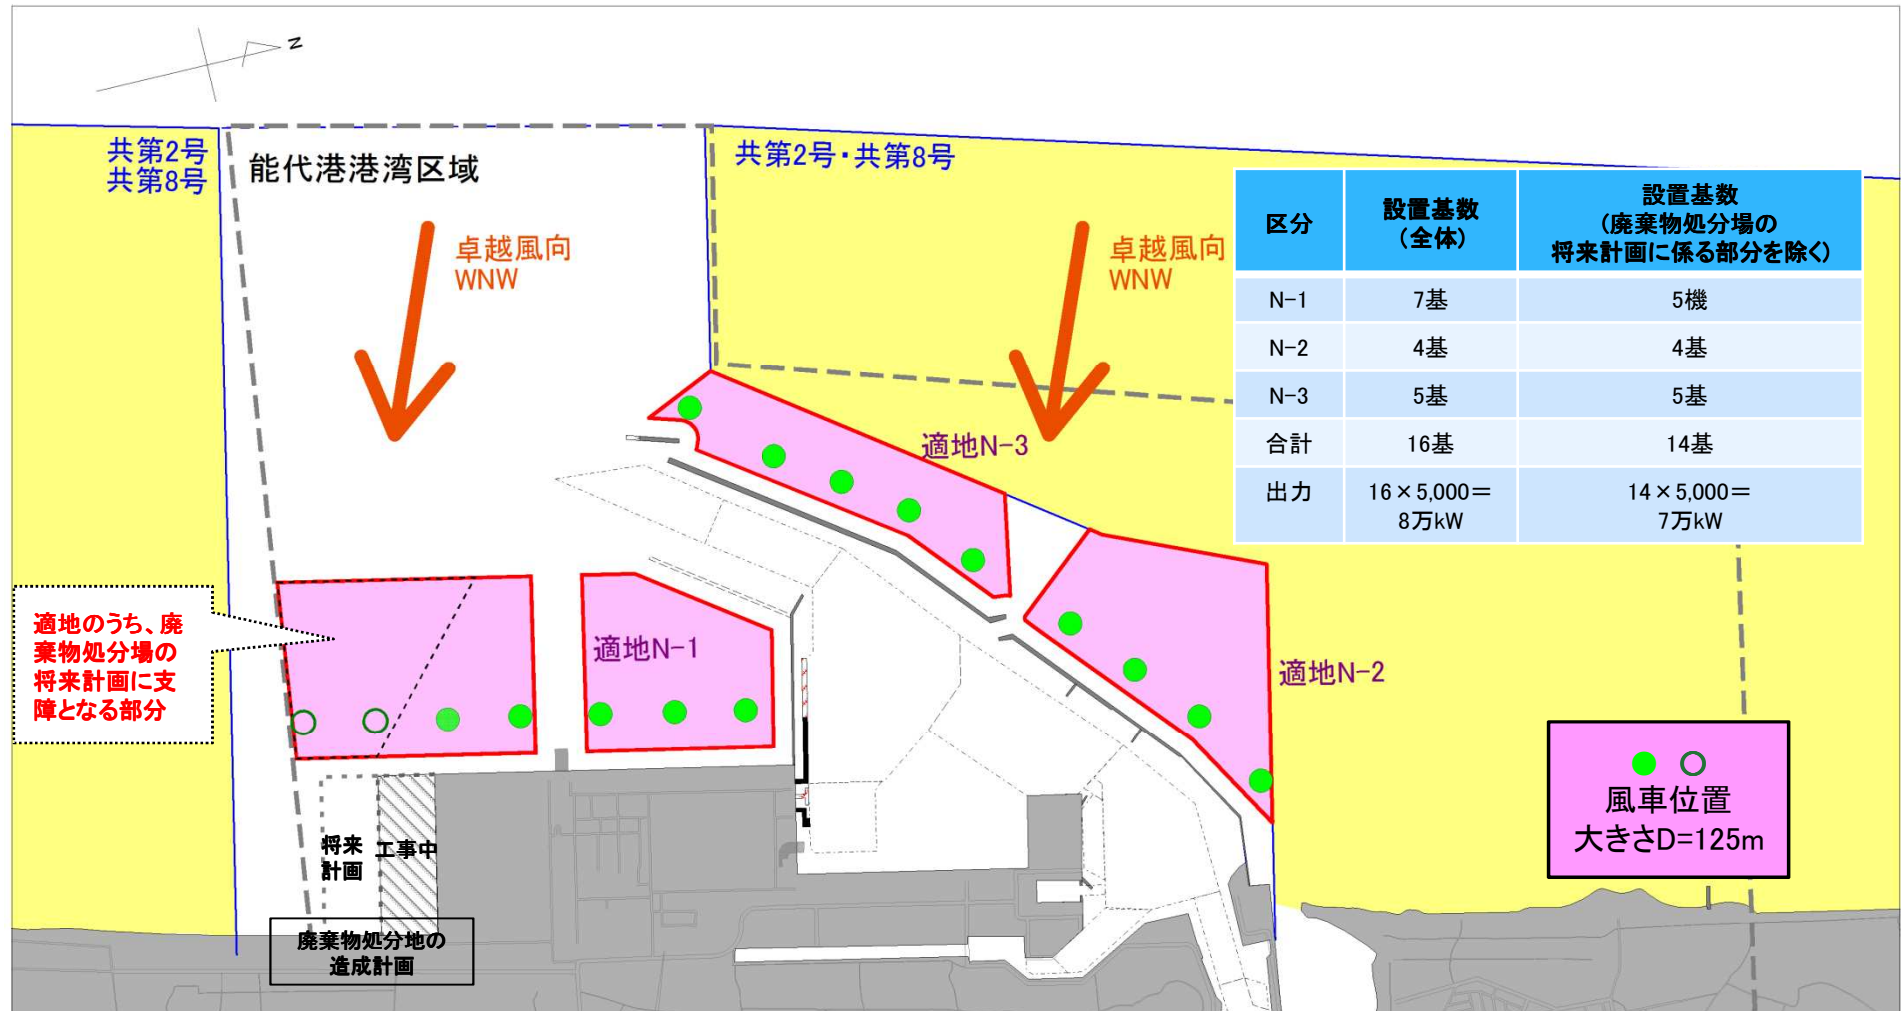 N
共第2号
共第8号
能代港港湾区域
共第2号・共第8号
卓越風向
WNW
卓越風向
WNW
区分
設置基数
(全体)
設置基数
(廃棄物処分場の
将来計画に係る部分を除く)
N-1
7基
5機
N-2
4基
4基
N-3
5基
5基
合計
16基
14基
出力
16×5,000=
8万kW
14×5,000=
7万kW
適地N-3
適地N-1
適地N-2
適地のうち、廃
棄物処分場の
将来計画に支
障となる部分
風車位置
大きさD=125m
将来
計画
工事中
廃棄物処分地の
造成計画